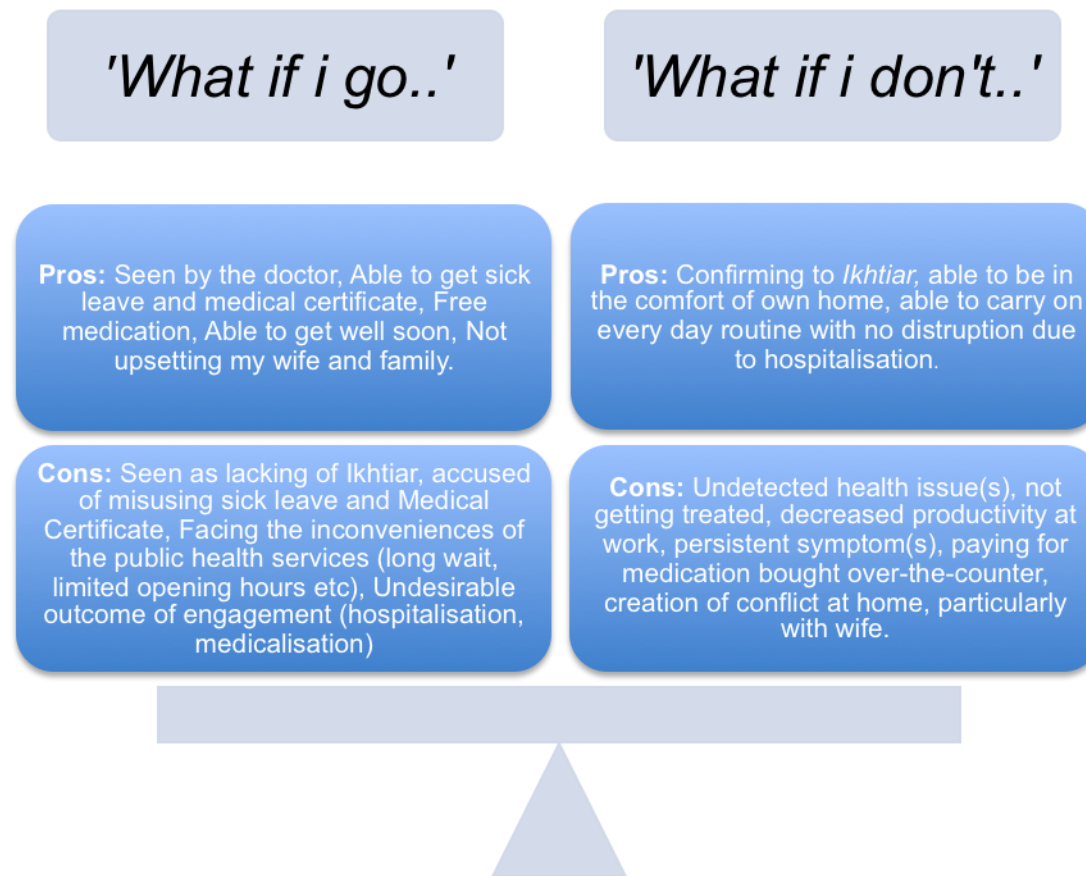 'What if i go..'
'What if i don't..'
Pros: Seen by the doctor, Able to get sick
leave and medical certificate, Free
medication, Able to get well soon, Not
upsetting my wife and family.
Pros: Confirming to Ikhtiar, able to be in
the comfort of own home, able to carry on
every day routine with no distruption due
to hospitalisation.
Cons: Seen as lacking of Ikhtiar, accused
of misusing sick leave and Medical
Certificate, Facing the inconveniences of
the public health services (long wait,
limited opening hours etc), Undesirable
outcome of engagement (hospitalisation,
medicalisation)
Cons: Undetected health issue(s), not
getting treated, decreased productivity at
work, persistent symptom(s), paying for
medication bought over-the-counter,
creation of conflict at home, particularly
with wife.